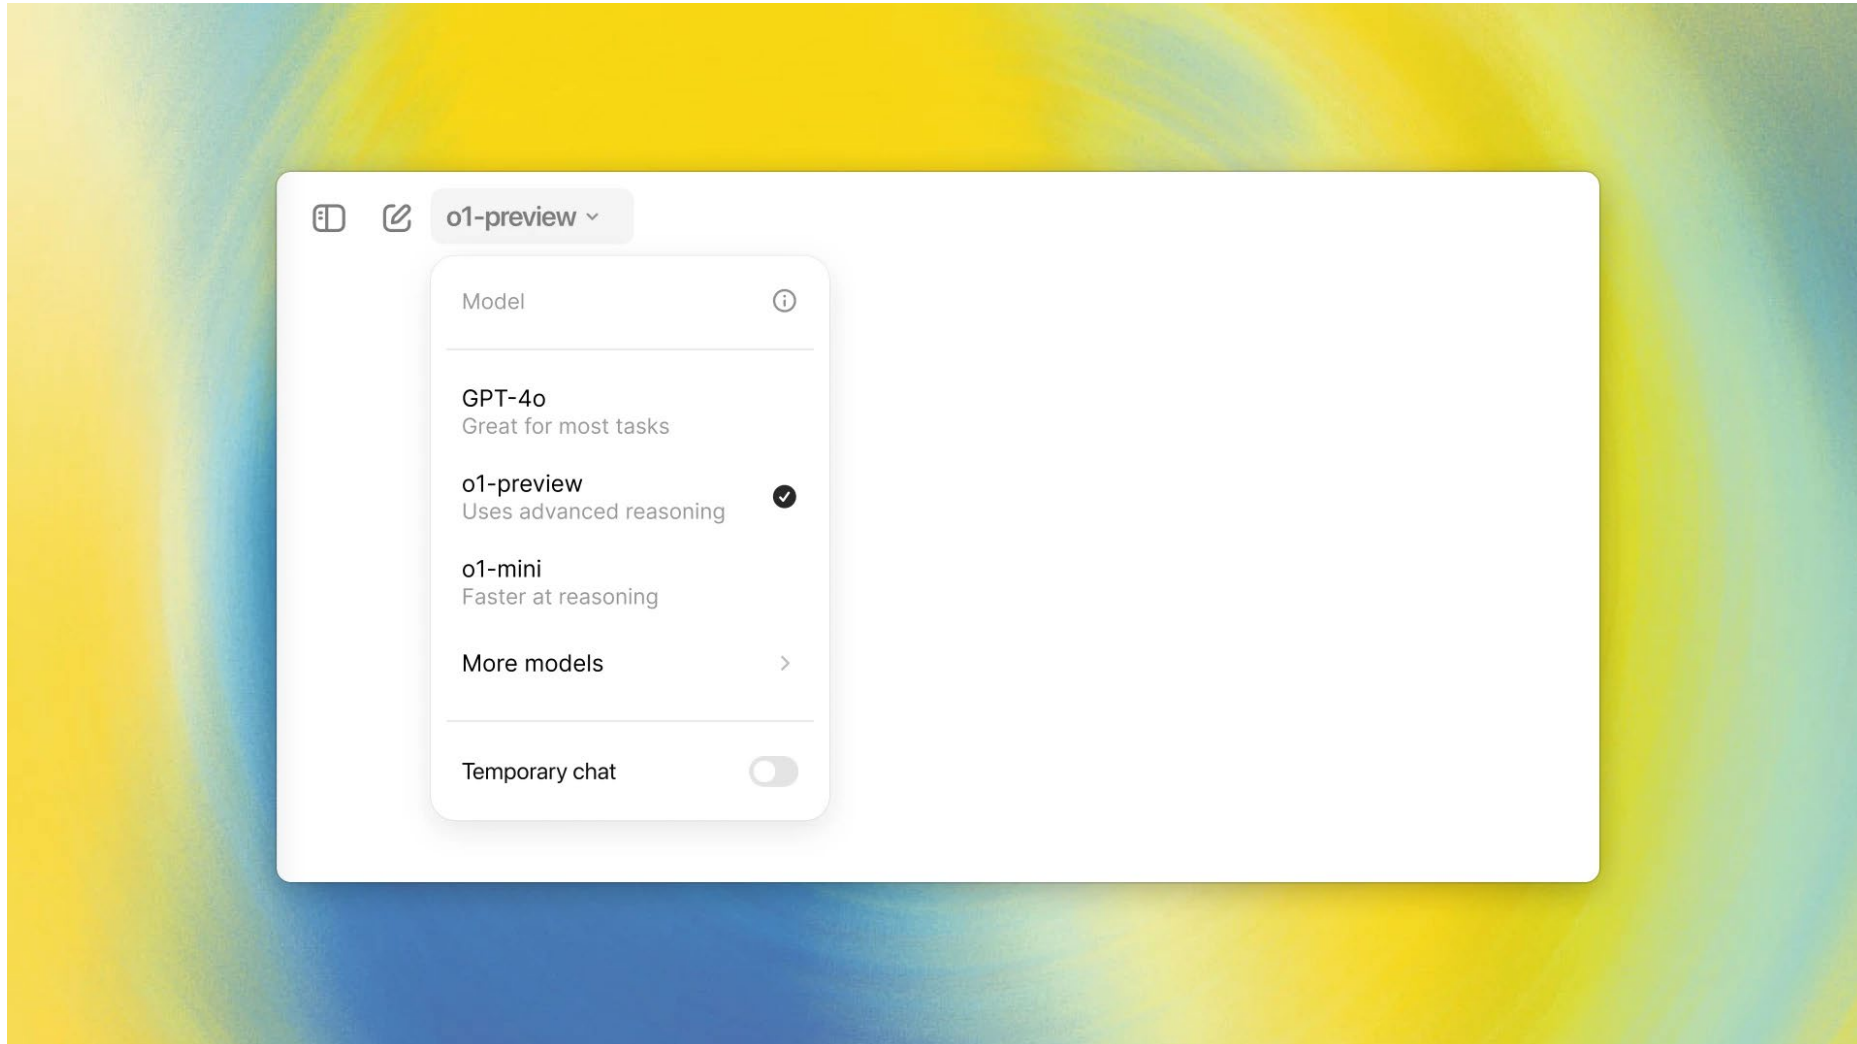 o1-preview
Model
GPT-4o
Great for most tasks
o1-preview
Uses advanced reasoning
o1-mini
Faster at reasoning
More models
Temporary chat